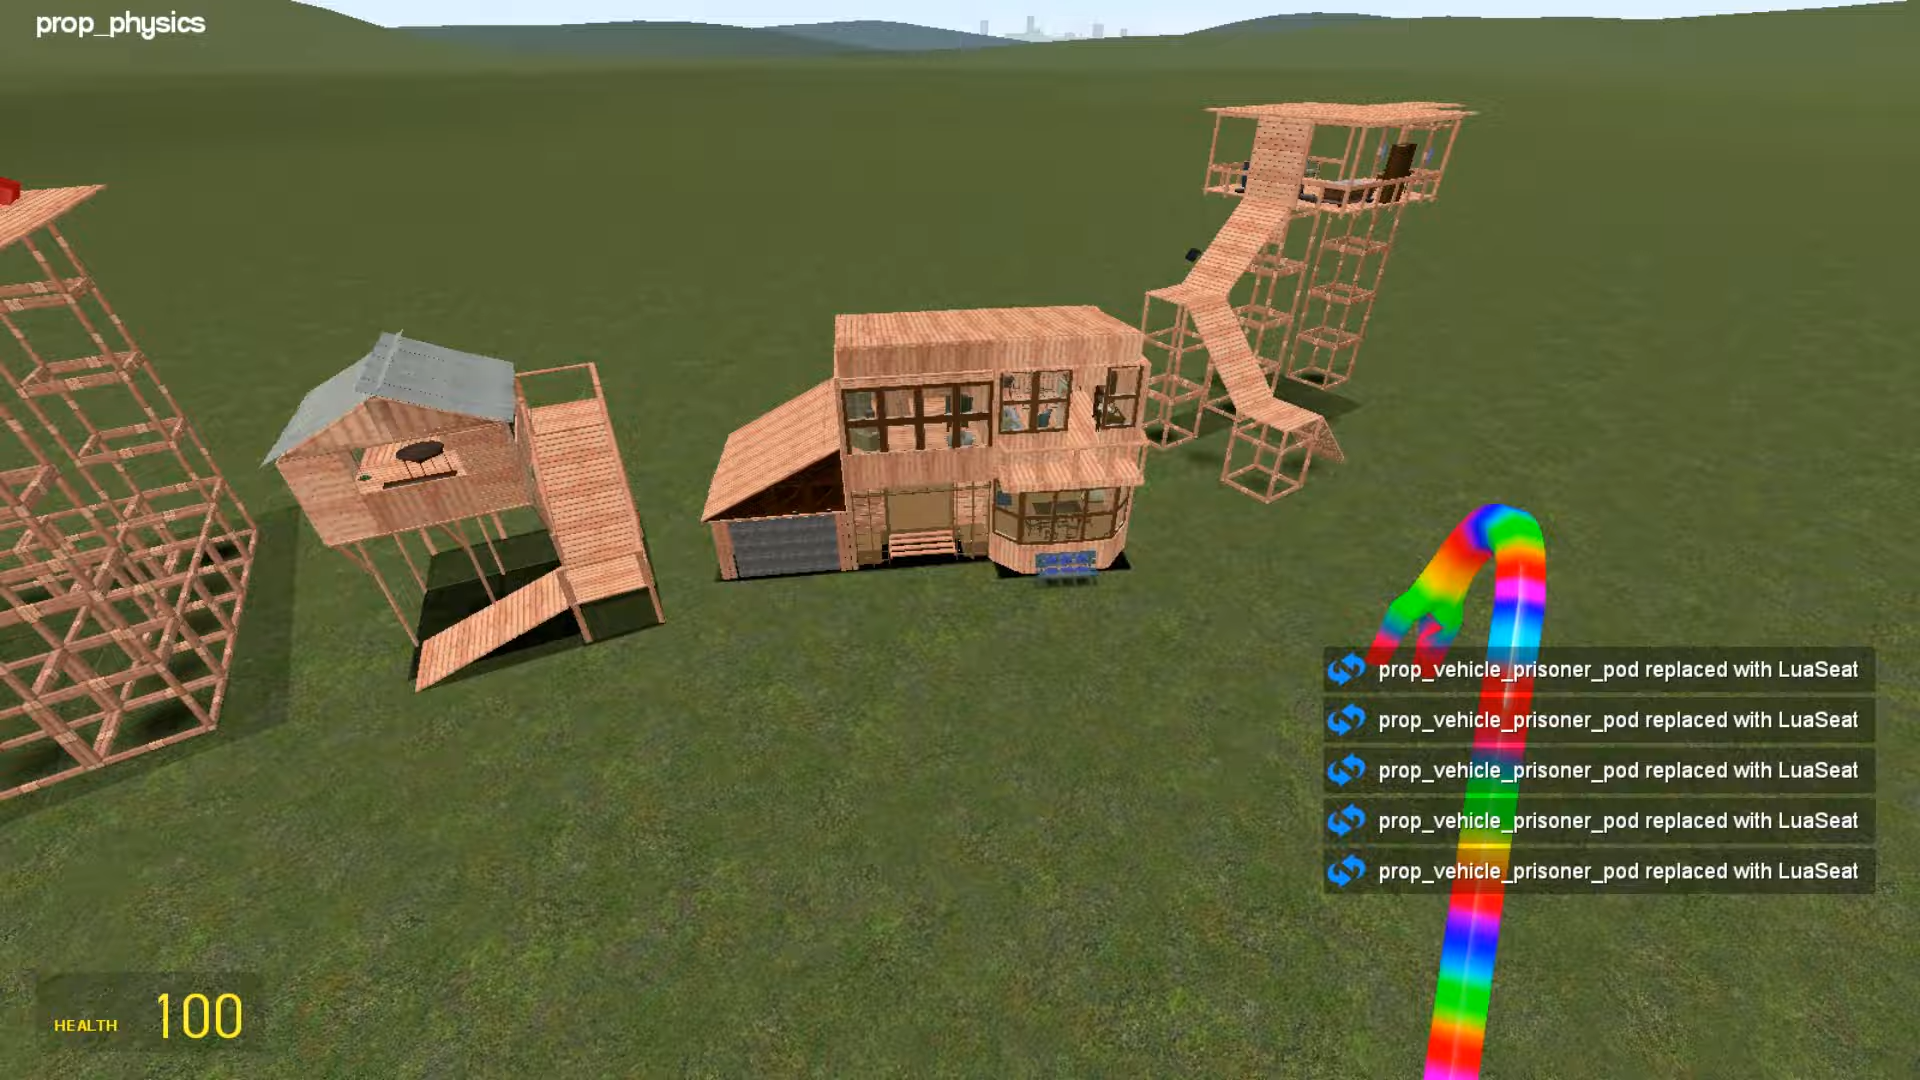 prop_physics
prop_vehicle_prisoner_pod replaced with LuaSeat
prop_vehicle_prisoner_pod replaced with LuaSeat
prop_vehicle_prisoner_pod replaced with LuaSeat
prop_vehicle_prisoner_pod replaced with LuaSeat
prop_vehicle_prisoner_pod replaced with LuaSeat
HEALTH 100